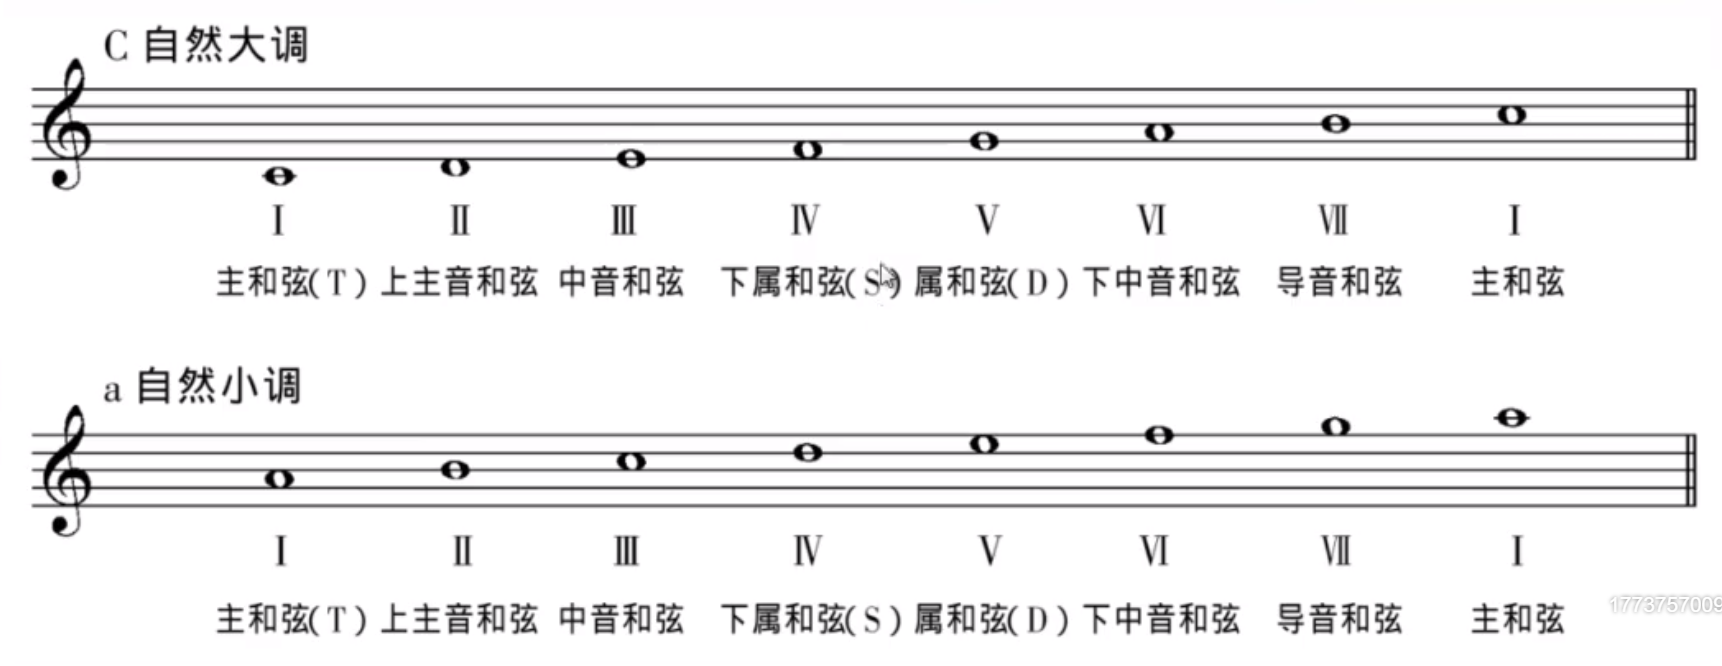 C 自然大调
I II III IV V VI VII I
主和弦(T) 上主音和弦 中音和弦 下属和弦(S) 属和弦(D) 下中音和弦 导音和弦 主和弦
a 自然小调
I II III IV V VI VII I
主和弦(T) 上主音和弦 中音和弦 下属和弦(S) 属和弦(D) 下中音和弦 导音和弦 主和弦
1773757009